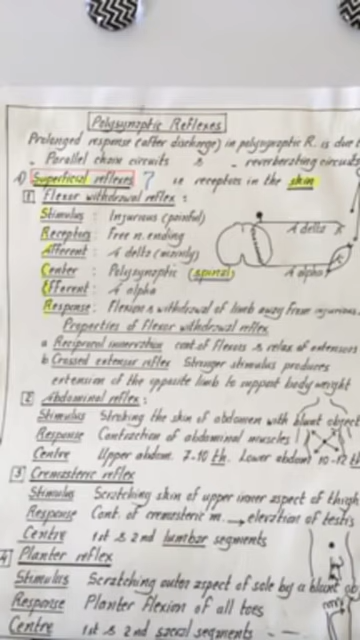 Polysynaptic Reflexes
Prolonged response (after discharge) in polysynaptic R. is due
- Parallel chain circuits & - reverberating circuits
A) Superficial reflexes ? i.e receptors in the skin
1 Flexor withdrawal reflex :
Stimulus : Injurious (painful)
Receptors : Free n. ending
Afferent : A delta (mainly) A delta
Center : Polysynaptic (spinal)
Efferent : A alpha A alpha
Response : Flexion & withdrawal of limb away from injurious
Properties of Flexor withdrawal reflex
a Reciprocal innervation cont of flexors & relax of extensors
b Crossed extensor reflex Stronger stimulus produces
extension of the opposite limb to support body weight
2 Abdominal reflex :
Stimulus Stroking the skin of abdomen with blunt object
Response Contraction of abdominal muscles
Centre Upper abdom. 7-10 th. Lower abdom 10-12 th
3 Cremasteric reflex
Stimulus Scratching skin of upper inner aspect of thigh
Response Cont. of cremasteric m. → elevation of testis
Centre 1st & 2nd lumbar segments
4 Planter reflex
Stimulus Scratching outer aspect of sole by a blunt ob
Response Planter flexion of all toes
Centre 1st & 2nd sacral segments